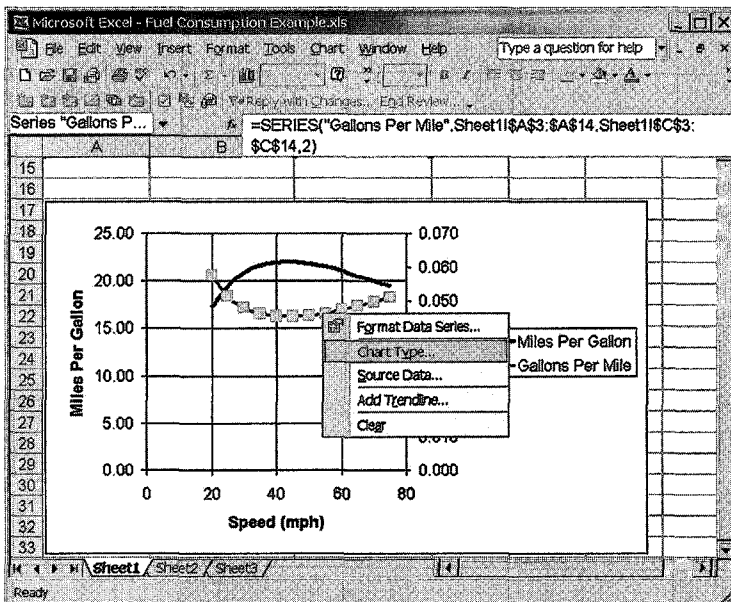 Microsoft Excel - Fuel Consumption Example.xls
File Edit View Insert Format Tools Chart Window Help Type a question for help
Reply with Changes... End Review...
Series "Gallons P... =SERIES("Gallons Per Mile",Sheet1!$A$3:$A$14,Sheet1!$C$3:
$C$14,2)
A B
15
16
17
18
19
20
21
22
23
24
25
26
27
28
29
30
31
32
33
25.00 0.070
0.060
20.00
0.050
15.00
10.00
5.00
0.010
0.00 0.000
0 20 40 60 80
Miles Per Gallon
Speed (mph)
Format Data Series...
Chart Type...
Source Data...
Add Trendline...
Clear
Miles Per Gallon
Gallons Per Mile
Sheet1 Sheet2 Sheet3
Ready